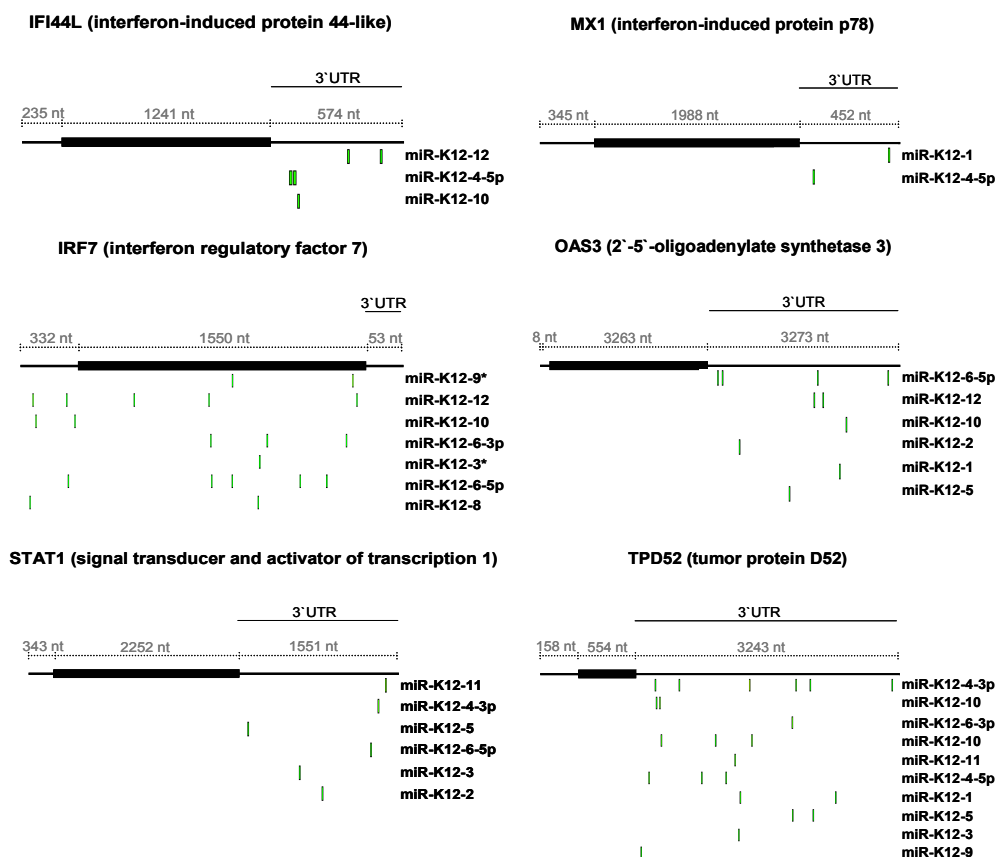 IFI44L (interferon-induced protein 44-like)
3`UTR
235 nt 1241 nt 574 nt
miR-K12-12
miR-K12-4-5p
miR-K12-10
MX1 (interferon-induced protein p78)
3`UTR
345 nt 1988 nt 452 nt
miR-K12-1
miR-K12-4-5p
IRF7 (interferon regulatory factor 7)
3`UTR
332 nt 1550 nt 53 nt
miR-K12-9*
miR-K12-12
miR-K12-10
miR-K12-6-3p
miR-K12-3*
miR-K12-6-5p
miR-K12-8
OAS3 (2`-5`-oligoadenylate synthetase 3)
3`UTR
8 nt 3263 nt 3273 nt
miR-K12-6-5p
miR-K12-12
miR-K12-10
miR-K12-2
miR-K12-1
miR-K12-5
STAT1 (signal transducer and activator of transcription 1)
3`UTR
343 nt 2252 nt 1551 nt
miR-K12-11
miR-K12-4-3p
miR-K12-5
miR-K12-6-5p
miR-K12-3
miR-K12-2
TPD52 (tumor protein D52)
3`UTR
158 nt 554 nt 3243 nt
miR-K12-4-3p
miR-K12-10
miR-K12-6-3p
miR-K12-10
miR-K12-11
miR-K12-4-5p
miR-K12-1
miR-K12-5
miR-K12-3
miR-K12-9